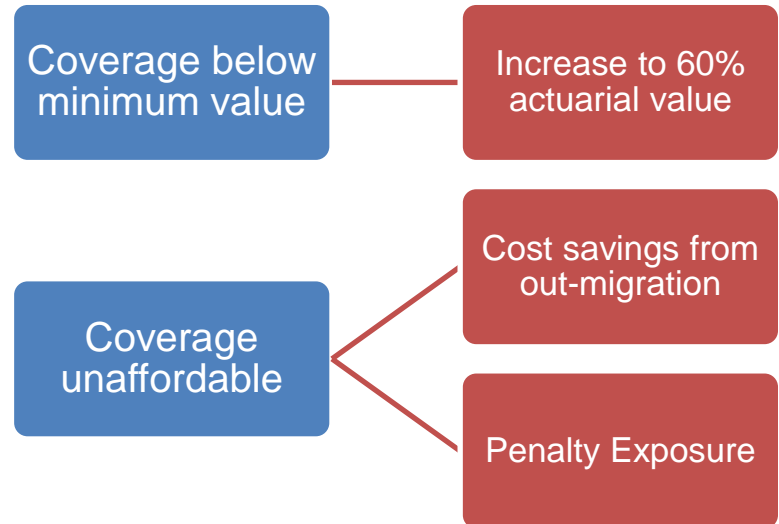 Coverage below
minimum value
Increase to 60%
actuarial value
Cost savings from
out-migration
Coverage
unaffordable
Penalty Exposure